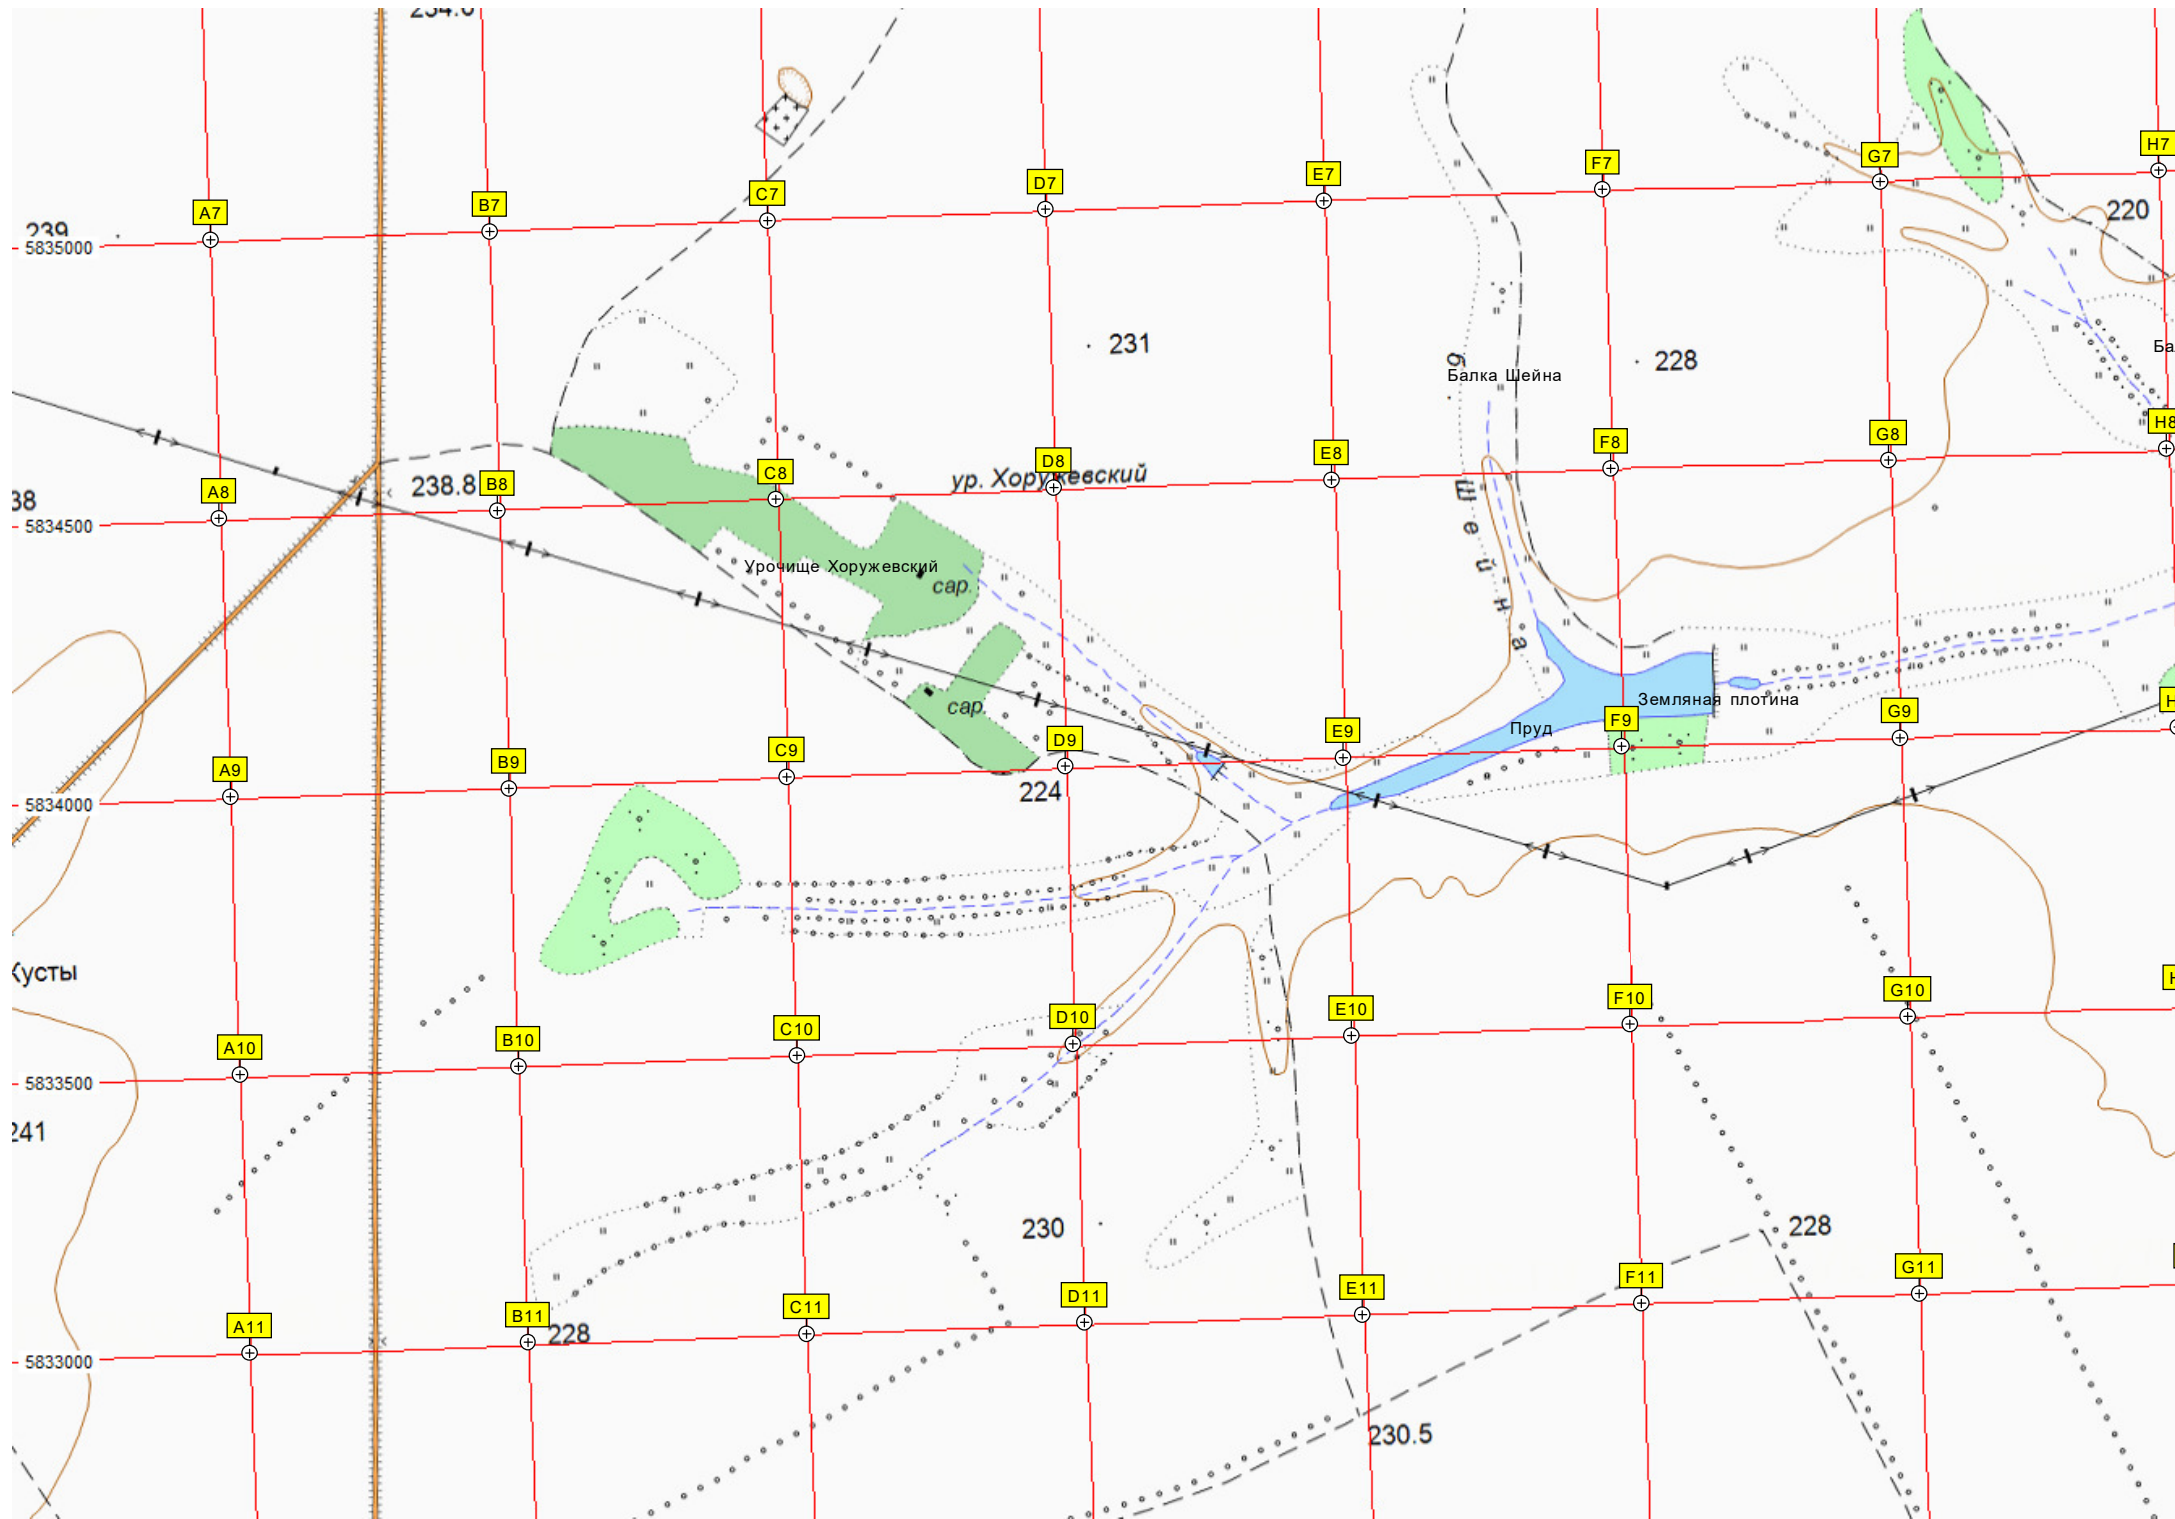 A7
B7
C7
D7
E7
F7
G7
H7
239
220
5835000
231
228
б.
Балка Шейна
Ба
A8
B8
C8
D8
E8
F8
G8
H8
238.8
ур. Хоружевский
38
5834500
Шейна
Урочище Хоружевский
сар.
сар.
Земляная плотина
Пруд
A9
B9
C9
D9
E9
F9
G9
H
224
5834000
Кусты
A10
B10
C10
D10
E10
F10
G10
H
5833500
241
230
228
A11
B11
C11
D11
E11
F11
G11
228
5833000
230.5